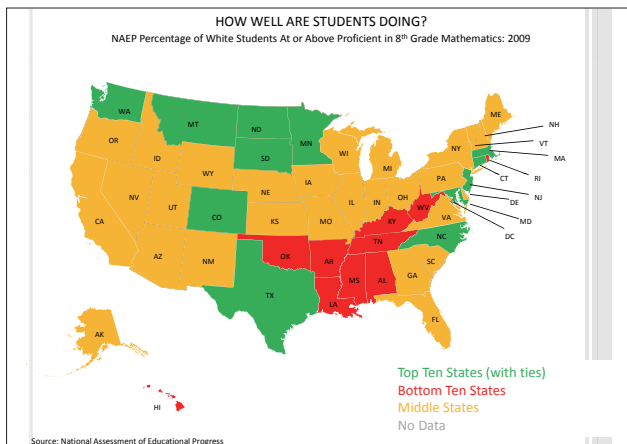 HOW WELL ARE STUDENTS DOING?
NAEP Percentage of White Students At or Above Proficient in 8th Grade Mathematics: 2009
WA
MT
ND
MN
ME
NH
VT
MA
RI
CT
NJ
DE
MD
DC
OR
ID
SD
WI
MI
NY
WY
IA
PA
NE
NV
UT
CO
IL
IN
OH
WV
VA
CA
KS
MO
KY
NC
AZ
NM
OK
AR
TN
SC
MS
AL
GA
TX
LA
FL
AK
HI
Top Ten States (with ties)
Bottom Ten States
Middle States
No Data
Source: National Assessment of Educational Progress